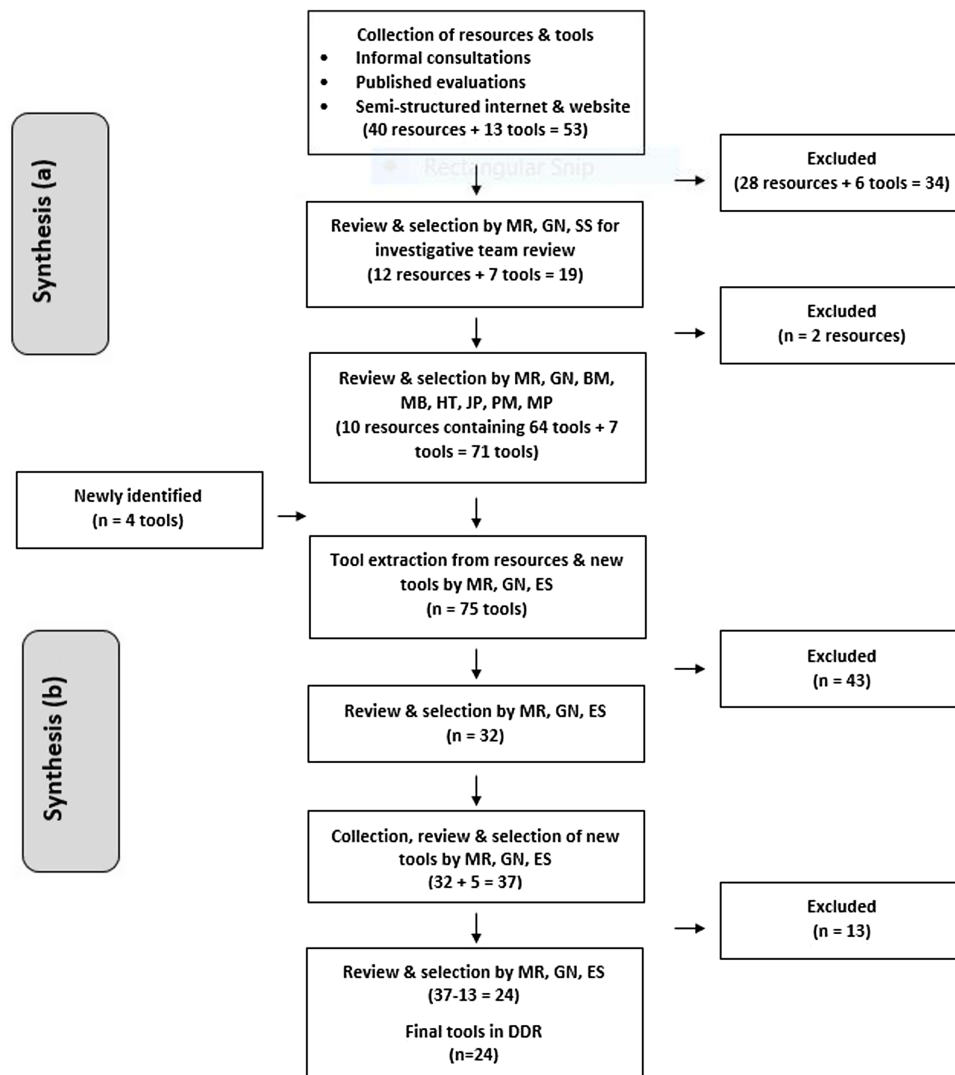 Collection of resources & tools
• Informal consultations
• Published evaluations
• Semi-structured internet & website
(40 resources + 13 tools = 53)
Synthesis (a)
Rectangular Snip
Excluded
(28 resources + 6 tools = 34)
Review & selection by MR, GN, SS for
investigative team review
(12 resources + 7 tools = 19)
Excluded
(n = 2 resources)
Review & selection by MR, GN, BM,
MB, HT, JP, PM, MP
(10 resources containing 64 tools + 7
tools = 71 tools)
Newly identified
(n = 4 tools)
Tool extraction from resources & new
tools by MR, GN, ES
(n = 75 tools)
Synthesis (b)
Excluded
(n = 43)
Review & selection by MR, GN, ES
(n = 32)
Collection, review & selection of new
tools by MR, GN, ES
(32 + 5 = 37)
Excluded
(n = 13)
Review & selection by MR, GN, ES
(37-13 = 24)
Final tools in DDR
(n=24)